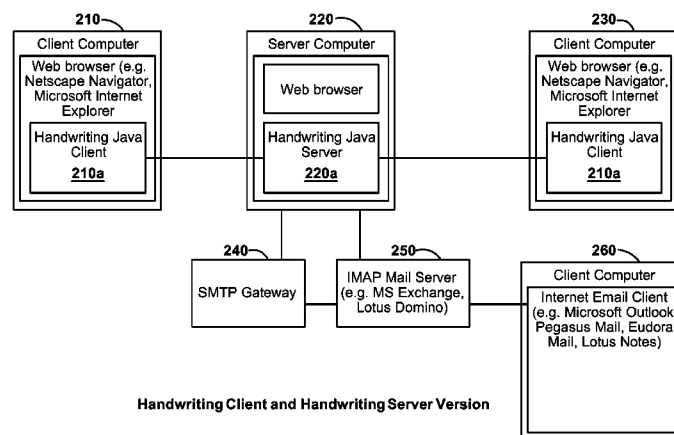 210
Client Computer
Web browser (e.g.
Netscape Navigator,
Microsoft Internet
Explorer
Handwriting Java
Client
210a
220
Server Computer
Web browser
Handwriting Java
Server
220a
230
Client Computer
Web browser (e.g.
Netscape Navigator,
Microsoft Internet
Explorer
Handwriting Java
Client
210a
240
SMTP Gateway
250
IMAP Mail Server
(e.g. MS Exchange,
Lotus Domino)
260
Client Computer
Internet Email Client
(e.g. Microsoft Outlook
Pegasus Mail, Eudora
Mail, Lotus Notes)
Handwriting Client and Handwriting Server Version